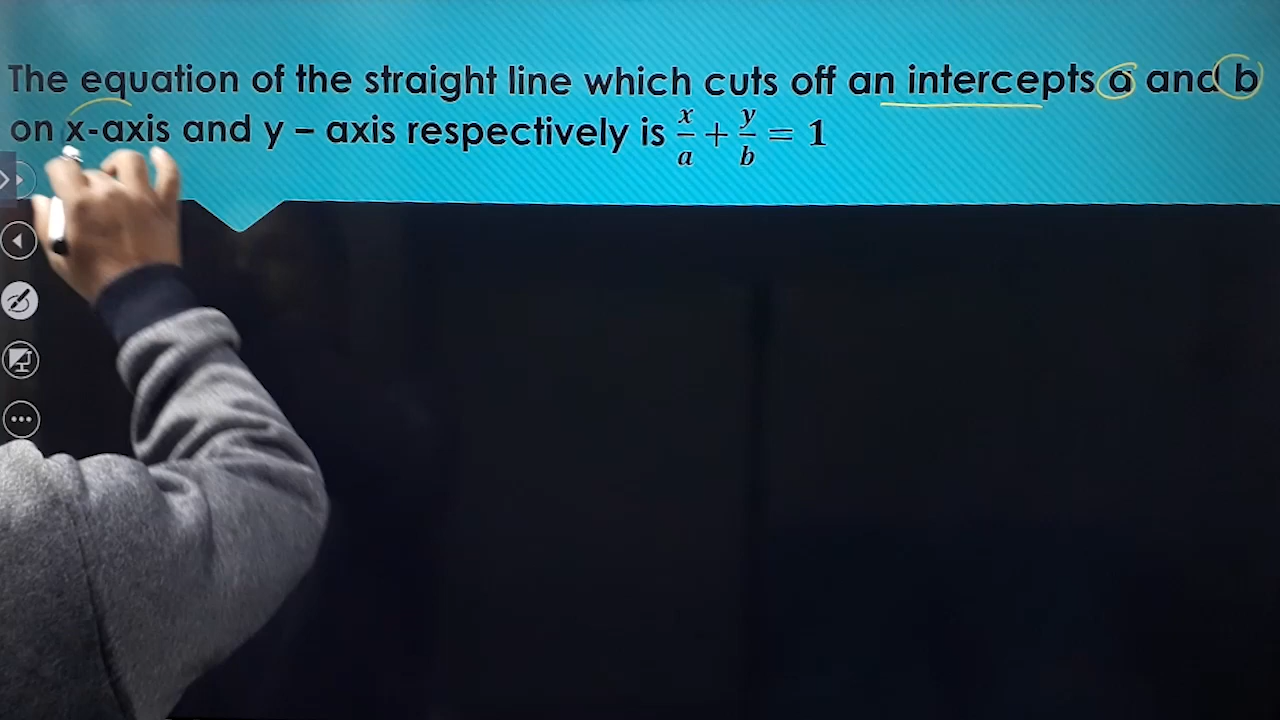 The equation of the straight line which cuts off an intercepts a and b
on x-axis and y – axis respectively is x/a + y/b = 1